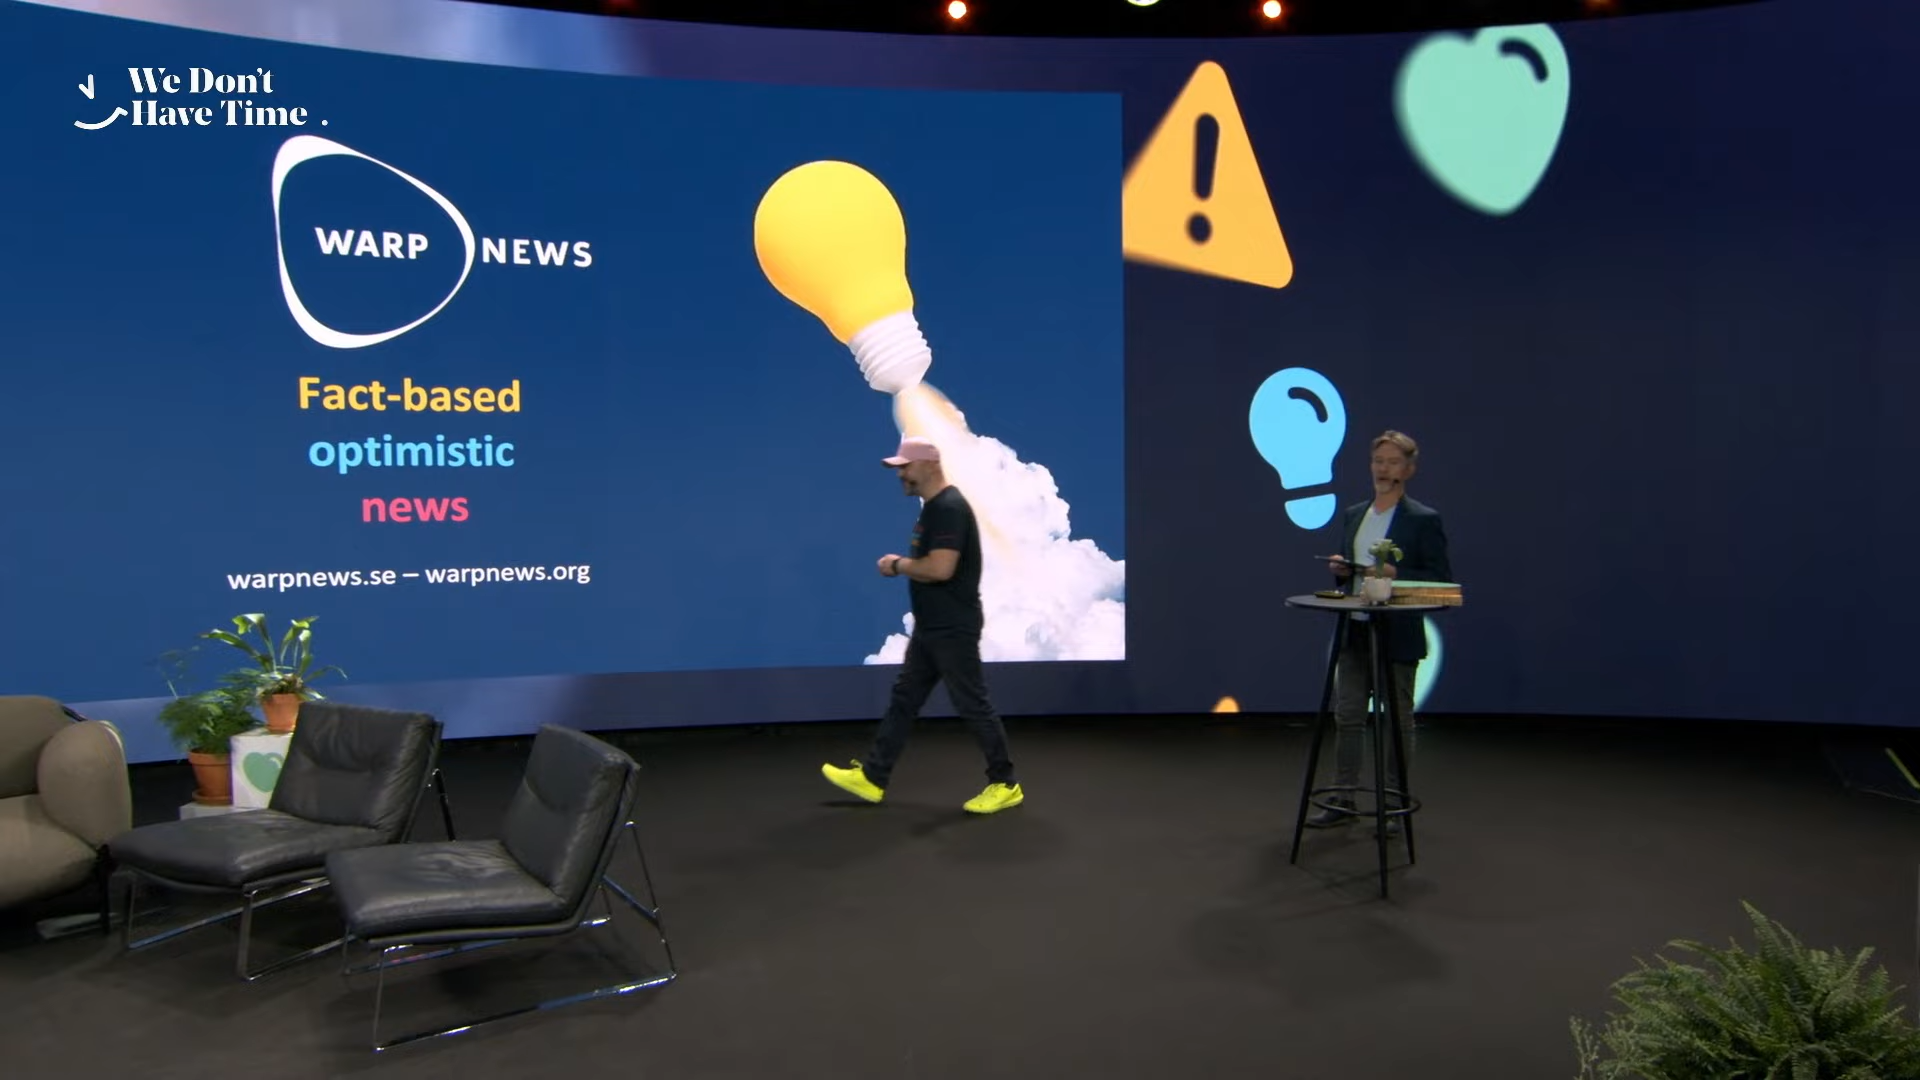 We Don't
Have Time .
WARP NEWS
Fact-based
optimistic
news
warpnews.se – warpnews.org